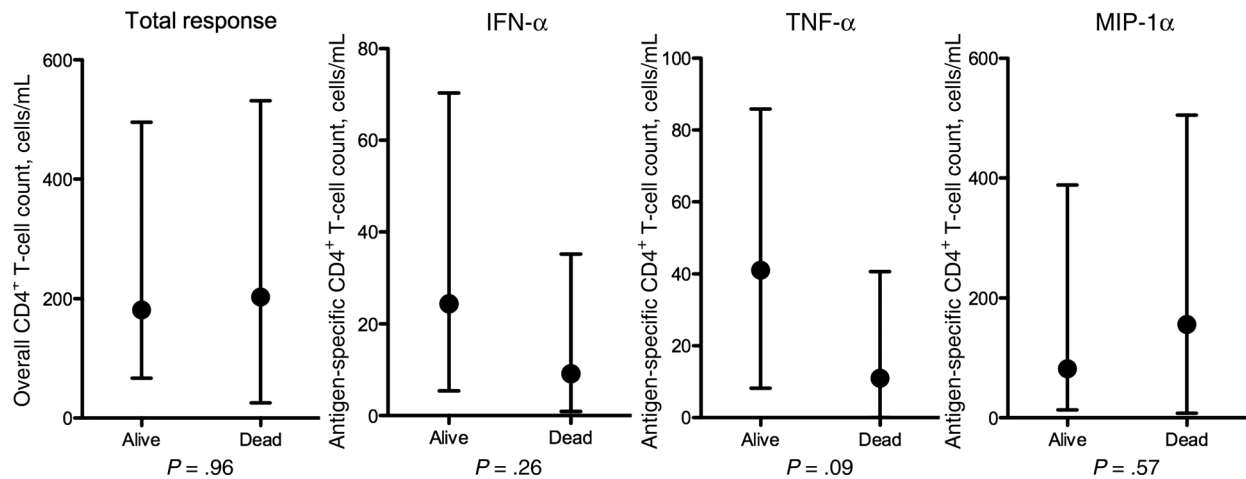 Total response
Overall CD4+ T-cell count, cells/mL
600
400
200
0
Alive
Dead
P = .96
IFN-α
Antigen-specific CD4+ T-cell count, cells/mL
80
60
40
20
0
Alive
Dead
P = .26
TNF-α
Antigen-specific CD4+ T-cell count, cells/mL
100
80
60
40
20
0
Alive
Dead
P = .09
MIP-1α
Antigen-specific CD4+ T-cell count, cells/mL
600
400
200
0
Alive
Dead
P = .57